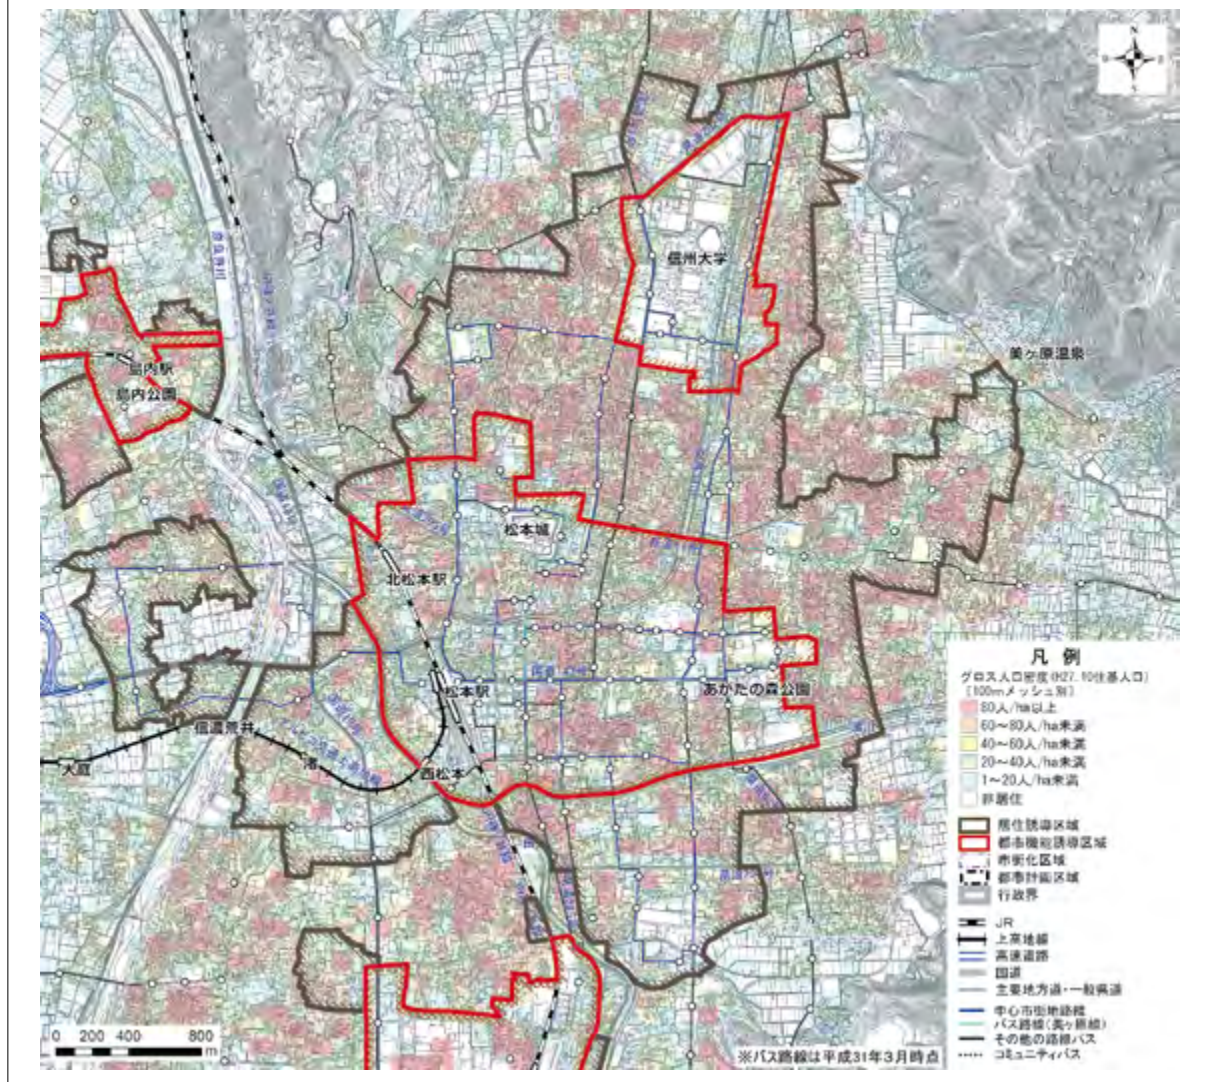 N
信州大学
美ヶ原温泉
島内駅
島内公園
松本城
北松本駅
松本駅
あがたの森公園
信濃荒井
渚
大庭
西松本
凡 例
グロス人口密度(H27.10住基人口)
〔100mメッシュ別〕
80人/ha以上
60～80人/ha未満
40～60人/ha未満
20～40人/ha未満
1～20人/ha未満
非居住
居住誘導区域
都市機能誘導区域
市街化区域
都市計画区域
行政界
JR
上高地線
高速道路
国道
主要地方道・一般県道
中心市街地路線
バス路線(美ヶ原線)
その他の路線バス
コミュニティバス
0 200 400 800
m
※バス路線は平成31年3月時点